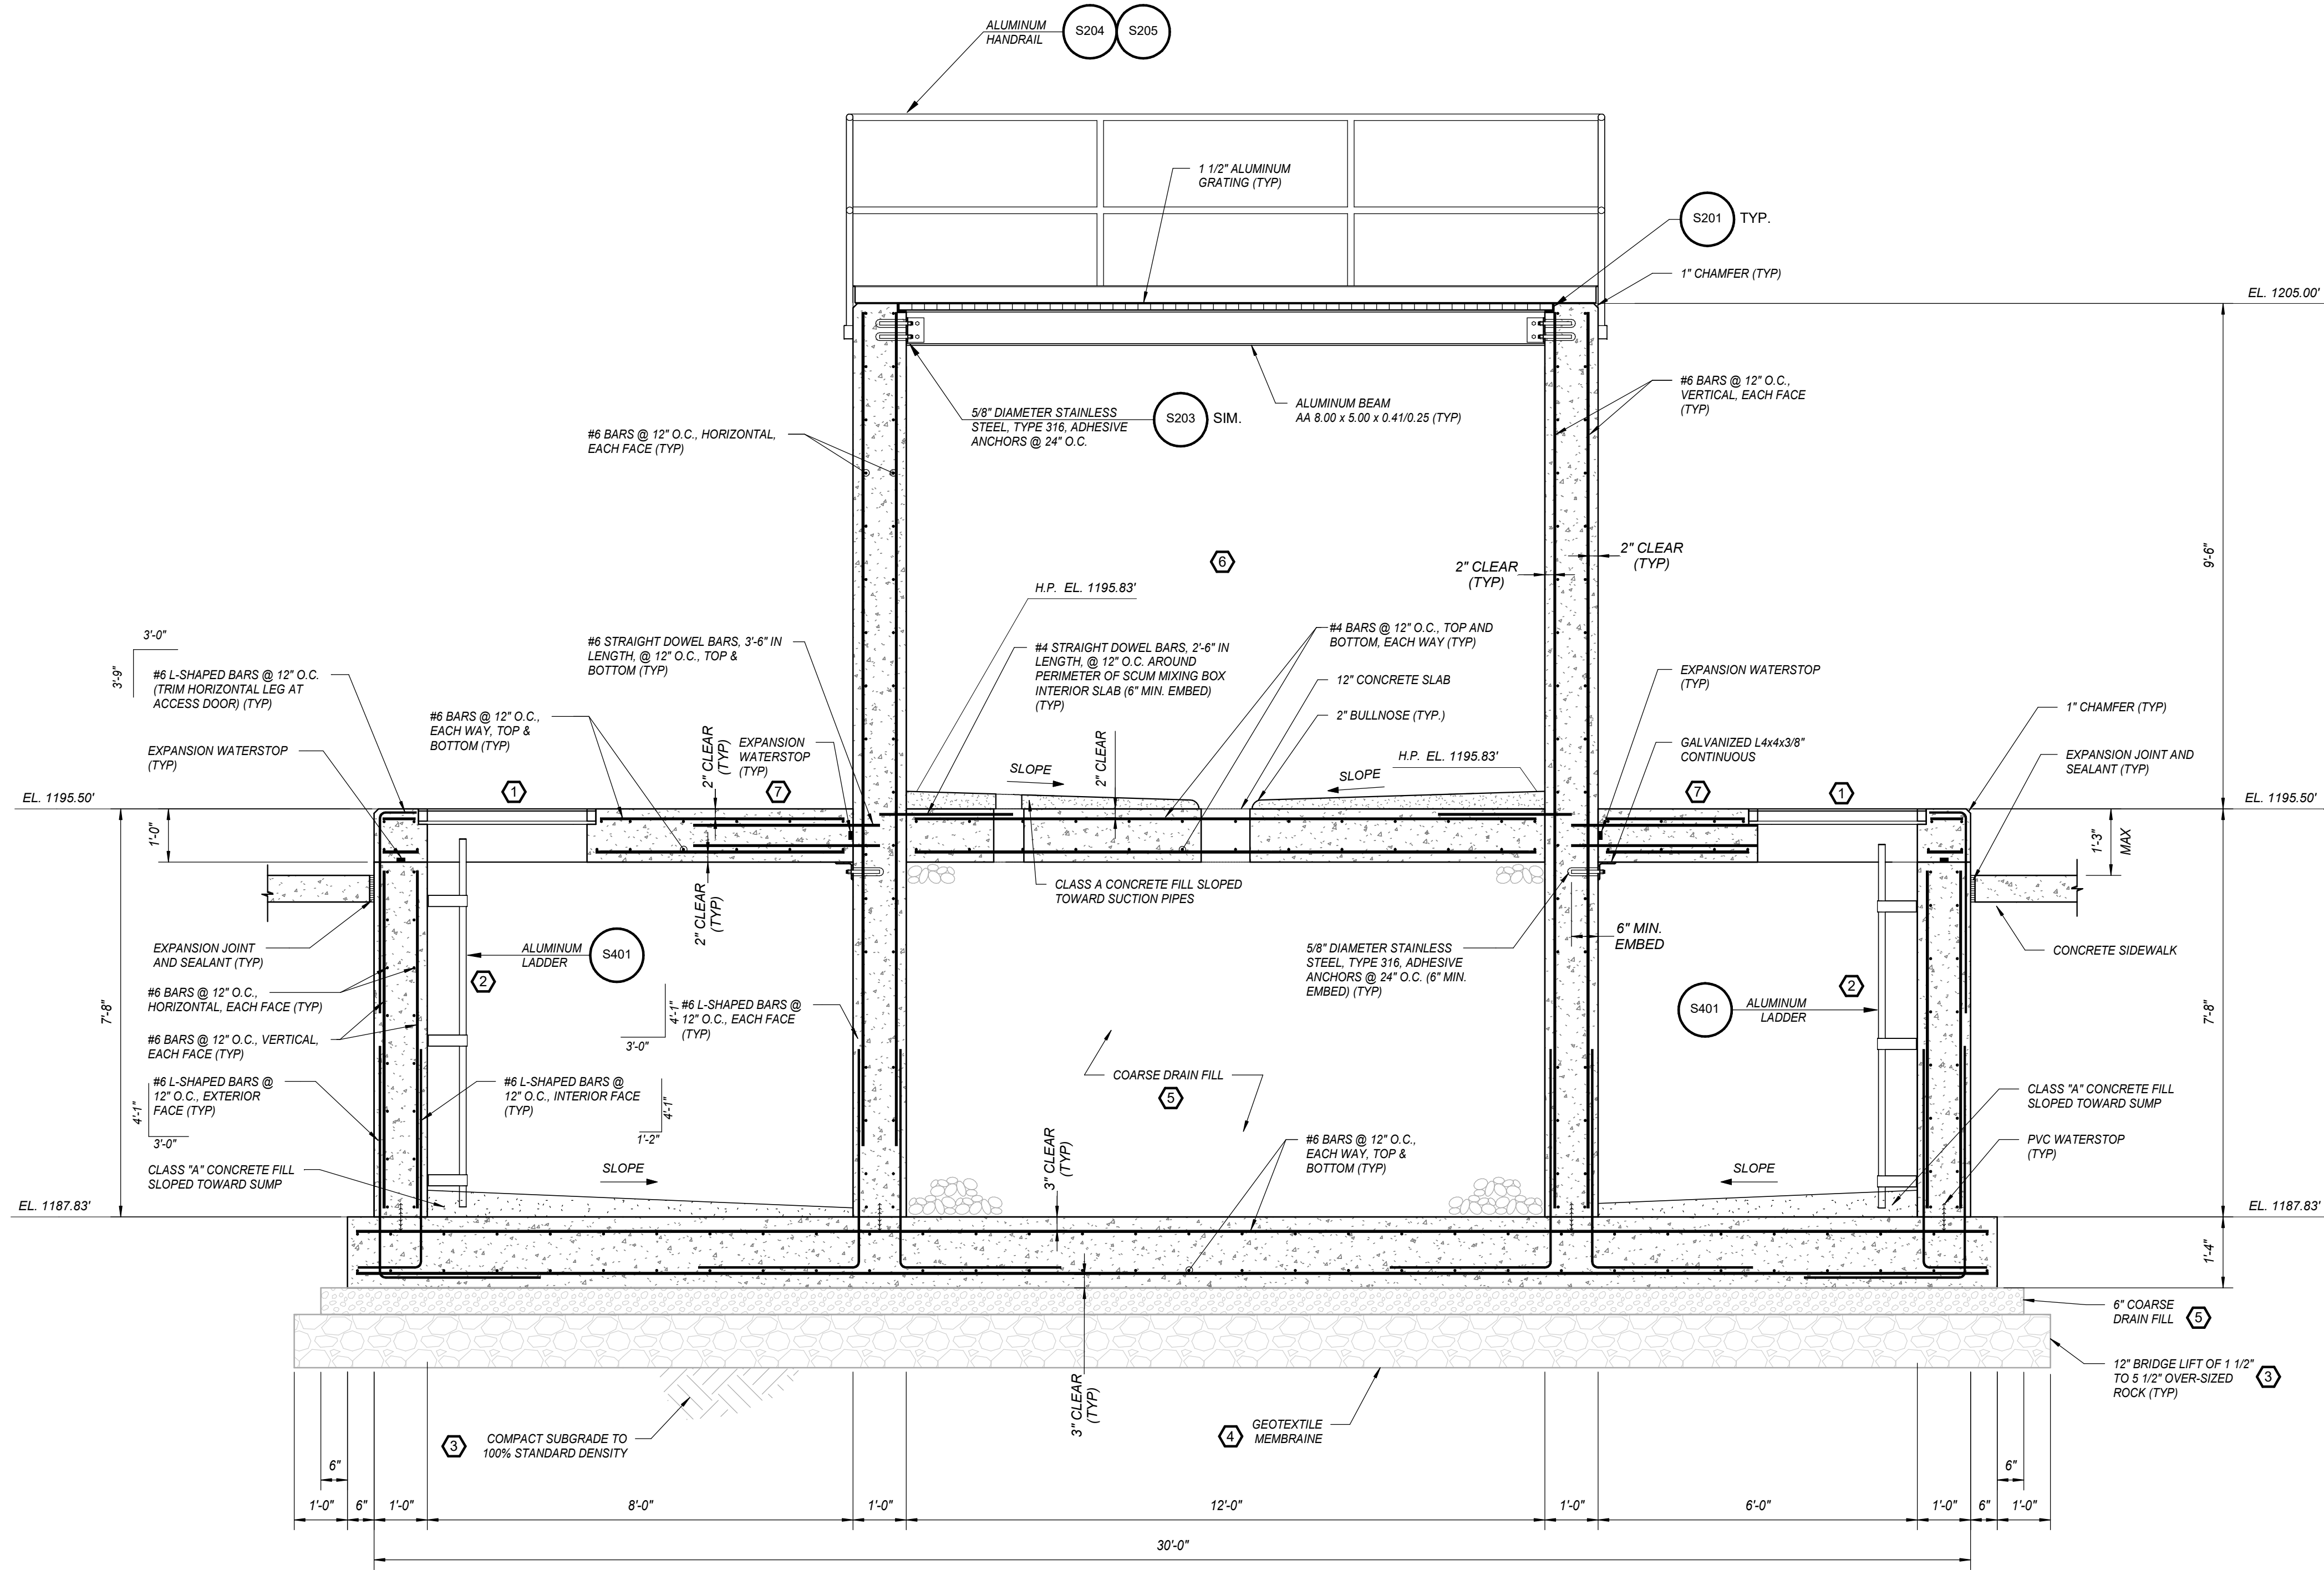 ALUMINUM
HANDRAIL
S204
S205
1 1/2" ALUMINUM
GRATING (TYP)
S201
TYP.
1" CHAMFER (TYP)
EL. 1205.00'
5/8" DIAMETER STAINLESS
STEEL, TYPE 316, ADHESIVE
ANCHORS @ 24" O.C.
S203
SIM.
ALUMINUM BEAM
AA 8.00 x 5.00 x 0.41/0.25 (TYP)
#6 BARS @ 12" O.C.,
VERTICAL, EACH FACE
(TYP)
#6 BARS @ 12" O.C., HORIZONTAL,
EACH FACE (TYP)
9'-6"
2" CLEAR
(TYP)
2" CLEAR
(TYP)
6
H.P. EL. 1195.83'
3'-0"
3'-9"
#6 L-SHAPED BARS @ 12" O.C.
(TRIM HORIZONTAL LEG AT
ACCESS DOOR) (TYP)
#6 STRAIGHT DOWEL BARS, 3'-6" IN
LENGTH, @ 12" O.C., TOP &
BOTTOM (TYP)
#4 STRAIGHT DOWEL BARS, 2'-6" IN
LENGTH, @ 12" O.C. AROUND
PERIMETER OF SCUM MIXING BOX
INTERIOR SLAB (6" MIN. EMBED)
(TYP)
#4 BARS @ 12" O.C., TOP AND
BOTTOM, EACH WAY (TYP)
12" CONCRETE SLAB
2" BULLNOSE (TYP.)
EXPANSION WATERSTOP
(TYP)
1" CHAMFER (TYP)
#6 BARS @ 12" O.C.,
EACH WAY, TOP &
BOTTOM (TYP)
2" CLEAR
(TYP)
EXPANSION
WATERSTOP
(TYP)
2" CLEAR
H.P. EL. 1195.83'
GALVANIZED L4x4x3/8"
CONTINUOUS
EXPANSION JOINT AND
SEALANT (TYP)
EXPANSION WATERSTOP
(TYP)
SLOPE
SLOPE
1
7
7
1
EL. 1195.50'
EL. 1195.50'
1'-0"
1'-3"
MAX
2" CLEAR
(TYP)
CLASS A CONCRETE FILL SLOPED
TOWARD SUCTION PIPES
6" MIN.
EMBED
EXPANSION JOINT
AND SEALANT (TYP)
ALUMINUM
LADDER
S401
2
5/8" DIAMETER STAINLESS
STEEL, TYPE 316, ADHESIVE
ANCHORS @ 24" O.C. (6" MIN.
EMBED) (TYP)
CONCRETE SIDEWALK
#6 BARS @ 12" O.C.,
HORIZONTAL, EACH FACE (TYP)
4'-1"
3'-0"
#6 L-SHAPED BARS @
12" O.C., EACH FACE
(TYP)
S401
ALUMINUM
LADDER
2
7'-8"
7'-8"
#6 BARS @ 12" O.C., VERTICAL,
EACH FACE (TYP)
COARSE DRAIN FILL
5
4'-1"
3'-0"
#6 L-SHAPED BARS @
12" O.C., EXTERIOR
FACE (TYP)
#6 L-SHAPED BARS @
12" O.C., INTERIOR FACE
(TYP)
4'-1"
1'-2"
CLASS "A" CONCRETE FILL
SLOPED TOWARD SUMP
3" CLEAR
(TYP)
#6 BARS @ 12" O.C.,
EACH WAY, TOP &
BOTTOM (TYP)
PVC WATERSTOP
(TYP)
CLASS "A" CONCRETE FILL
SLOPED TOWARD SUMP
SLOPE
SLOPE
EL. 1187.83'
EL. 1187.83'
1'-4"
6" COARSE
DRAIN FILL
5
12" BRIDGE LIFT OF 1 1/2"
TO 5 1/2" OVER-SIZED
ROCK (TYP)
3
3" CLEAR
(TYP)
3
COMPACT SUBGRADE TO
100% STANDARD DENSITY
4
GEOTEXTILE
MEMBRAINE
6"
6"
1'-0"
6"
1'-0"
8'-0"
1'-0"
12'-0"
1'-0"
6'-0"
1'-0"
6"
1'-0"
30'-0"